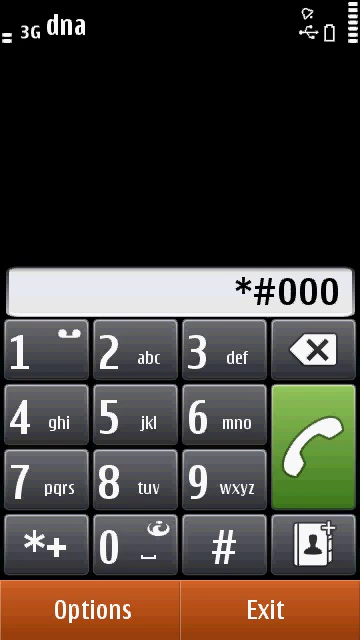 3G dna
*#000
1 2 abc 3 def
4 ghi 5 jkl 6 mno
7 pqrs 8 tuv 9 wxyz
*+ 0 #
Options Exit